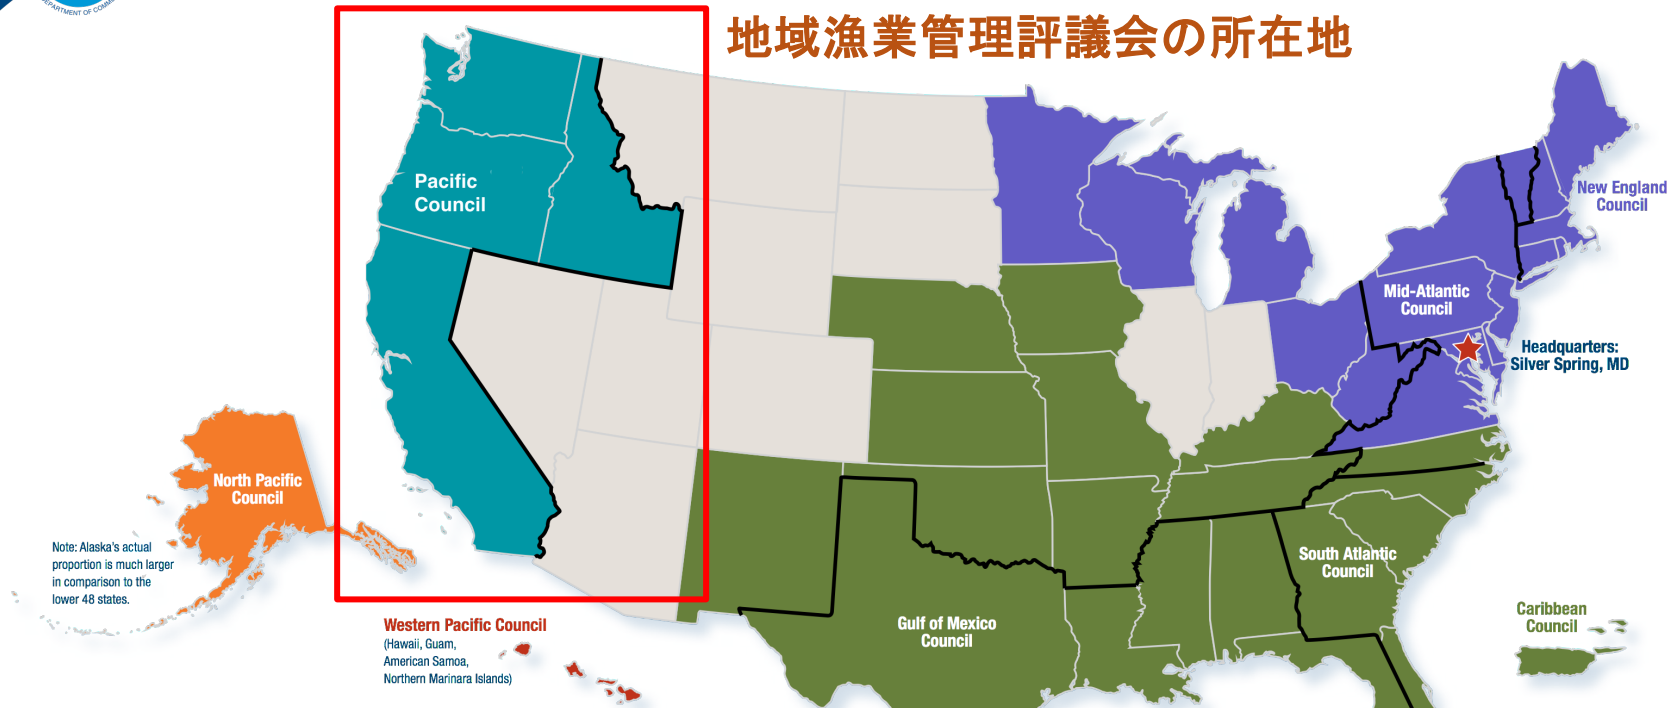 DEPARTMENT OF COMM
地域漁業管理評議会の所在地
Pacific
Council
New England
Council
Mid-Atlantic
Council
Headquarters:
Silver Spring, MD
North Pacific
Council
Note: Alaska's actual
proportion is much larger
in comparison to the
lower 48 states.
South Atlantic
Council
Western Pacific Council
(Hawaii, Guam,
American Samoa,
Northern Marinara Islands)
Gulf of Mexico
Council
Caribbean
Council